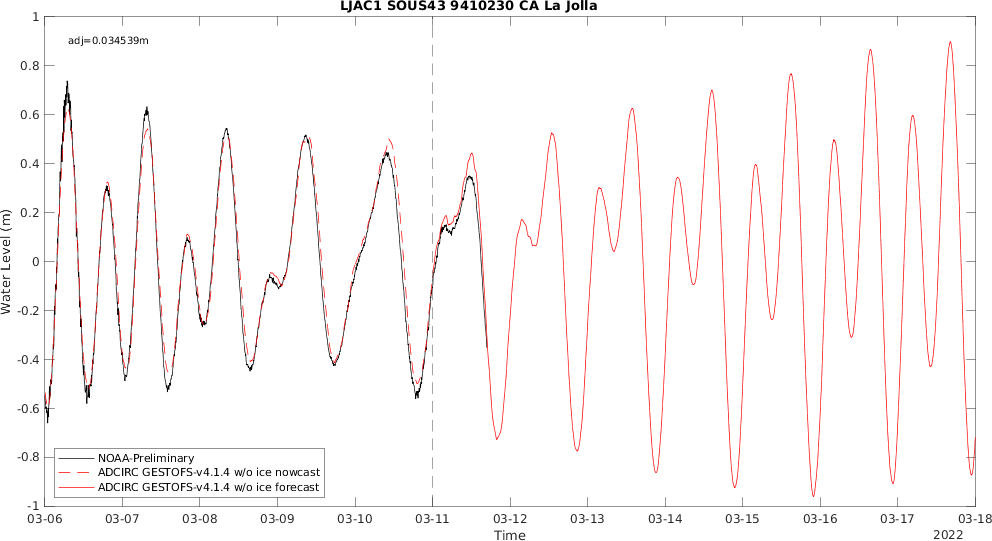 LJAC1 SOUS43 9410230 CA La Jolla
adj=0.034539m
1
0.8
0.6
0.4
0.2
0
-0.2
-0.4
-0.6
-0.8
-1
Water Level (m)
NOAA-Preliminary
ADCIRC GESTOFS-v4.1.4 w/o ice nowcast
ADCIRC GESTOFS-v4.1.4 w/o ice forecast
03-06 03-07 03-08 03-09 03-10 03-11 03-12 03-13 03-14 03-15 03-16 03-17 03-18
Time
2022